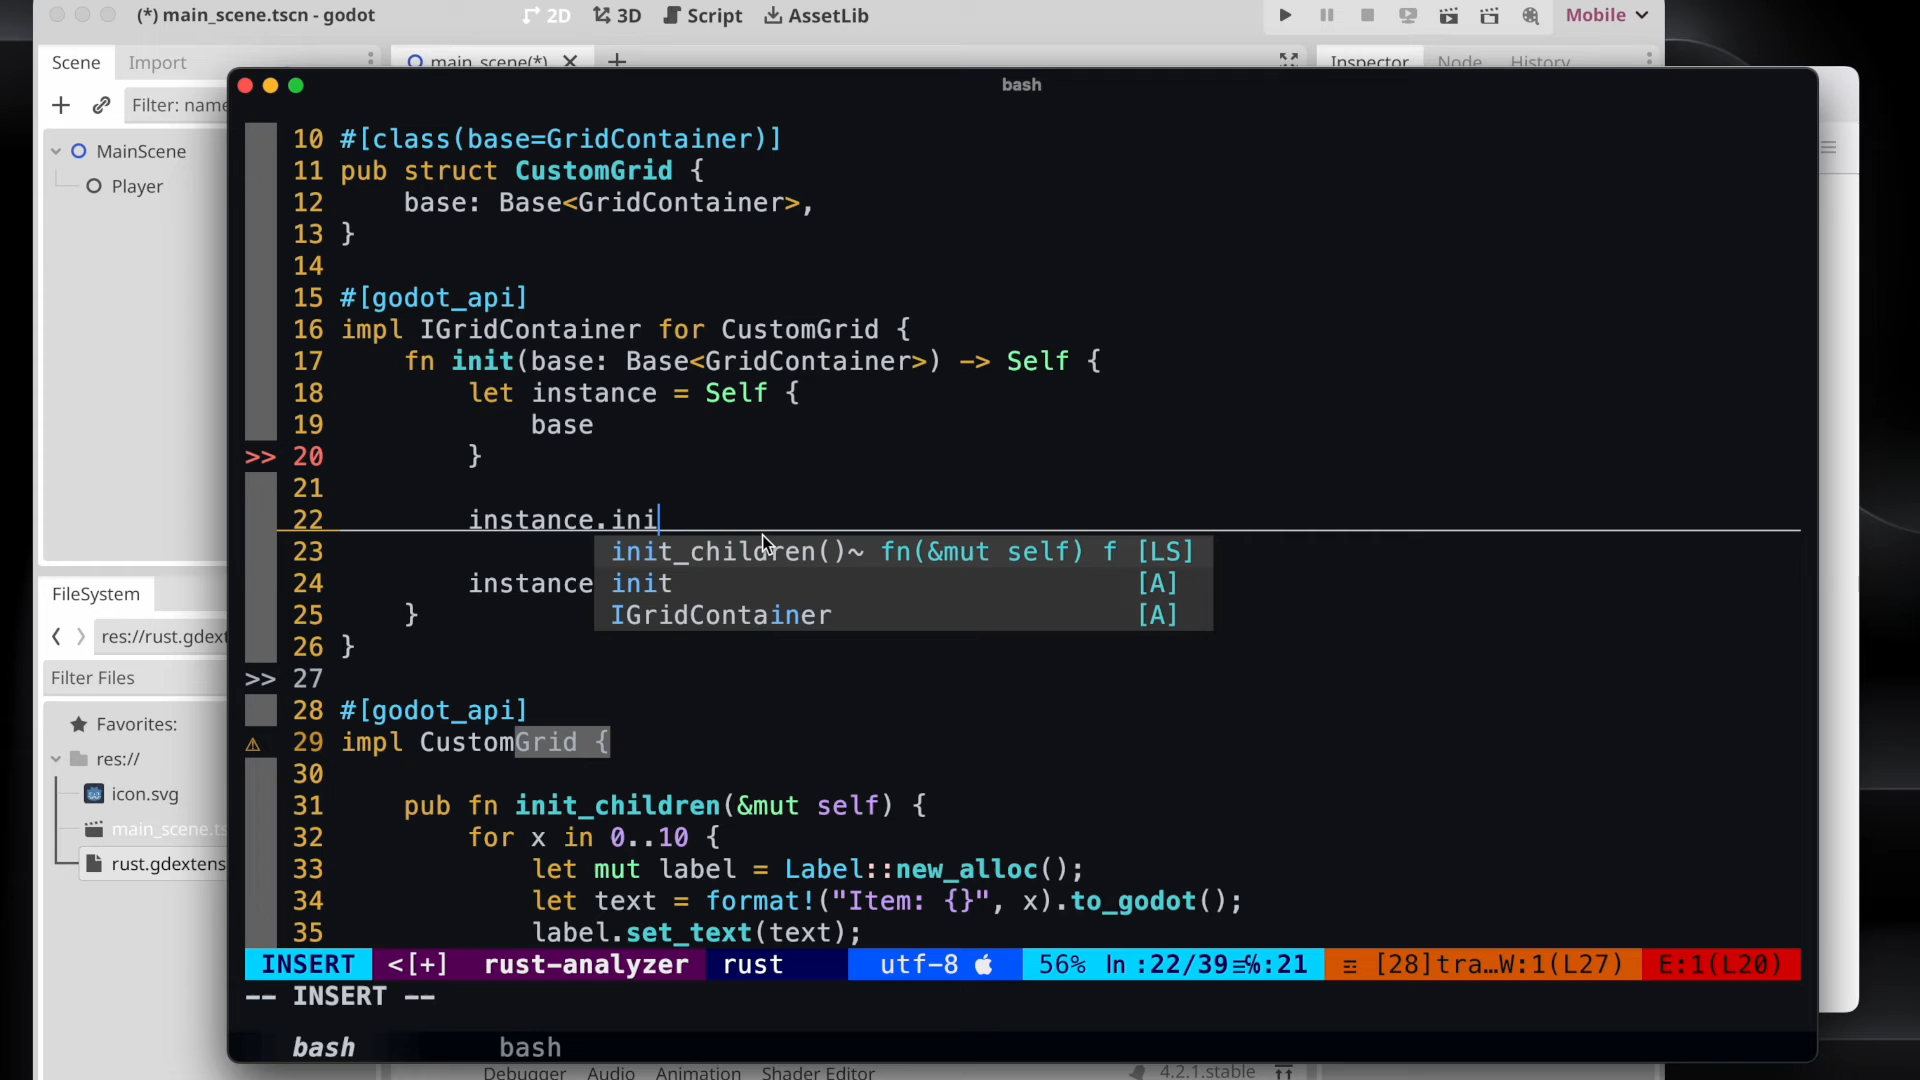 (*) main_scene.tscn - godot
2D 3D Script AssetLib
Mobile
Scene Import
main_scene(*)
Inspector Node History
Filter: name
bash
MainScene
Player
10 #[class(base=GridContainer)]
11 pub struct CustomGrid {
12 base: Base<GridContainer>,
13 }
14
15 #[godot_api]
16 impl IGridContainer for CustomGrid {
17 fn init(base: Base<GridContainer>) -> Self {
18 let instance = Self {
19 base
>> 20 }
21
22 instance.ini
23
24 instance
25 }
26 }
>> 27
28 #[godot_api]
29 impl CustomGrid {
30
31 pub fn init_children(&mut self) {
32 for x in 0..10 {
33 let mut label = Label::new_alloc();
34 let text = format!("Item: {}", x).to_godot();
35 label.set_text(text);
init_children()~ fn(&mut self) f [LS]
init [A]
IGridContainer [A]
FileSystem
res://rust.gdext
Filter Files
Favorites:
res://
icon.svg
main_scene.ts
rust.gdextens
INSERT <[+] rust-analyzer rust utf-8 56% ln :22/39≡℅:21 ☲ [28]tra…W:1(L27) E:1(L20)
-- INSERT --
bash bash
Debugger Audio Animation Shader Editor
4.2.1.stable